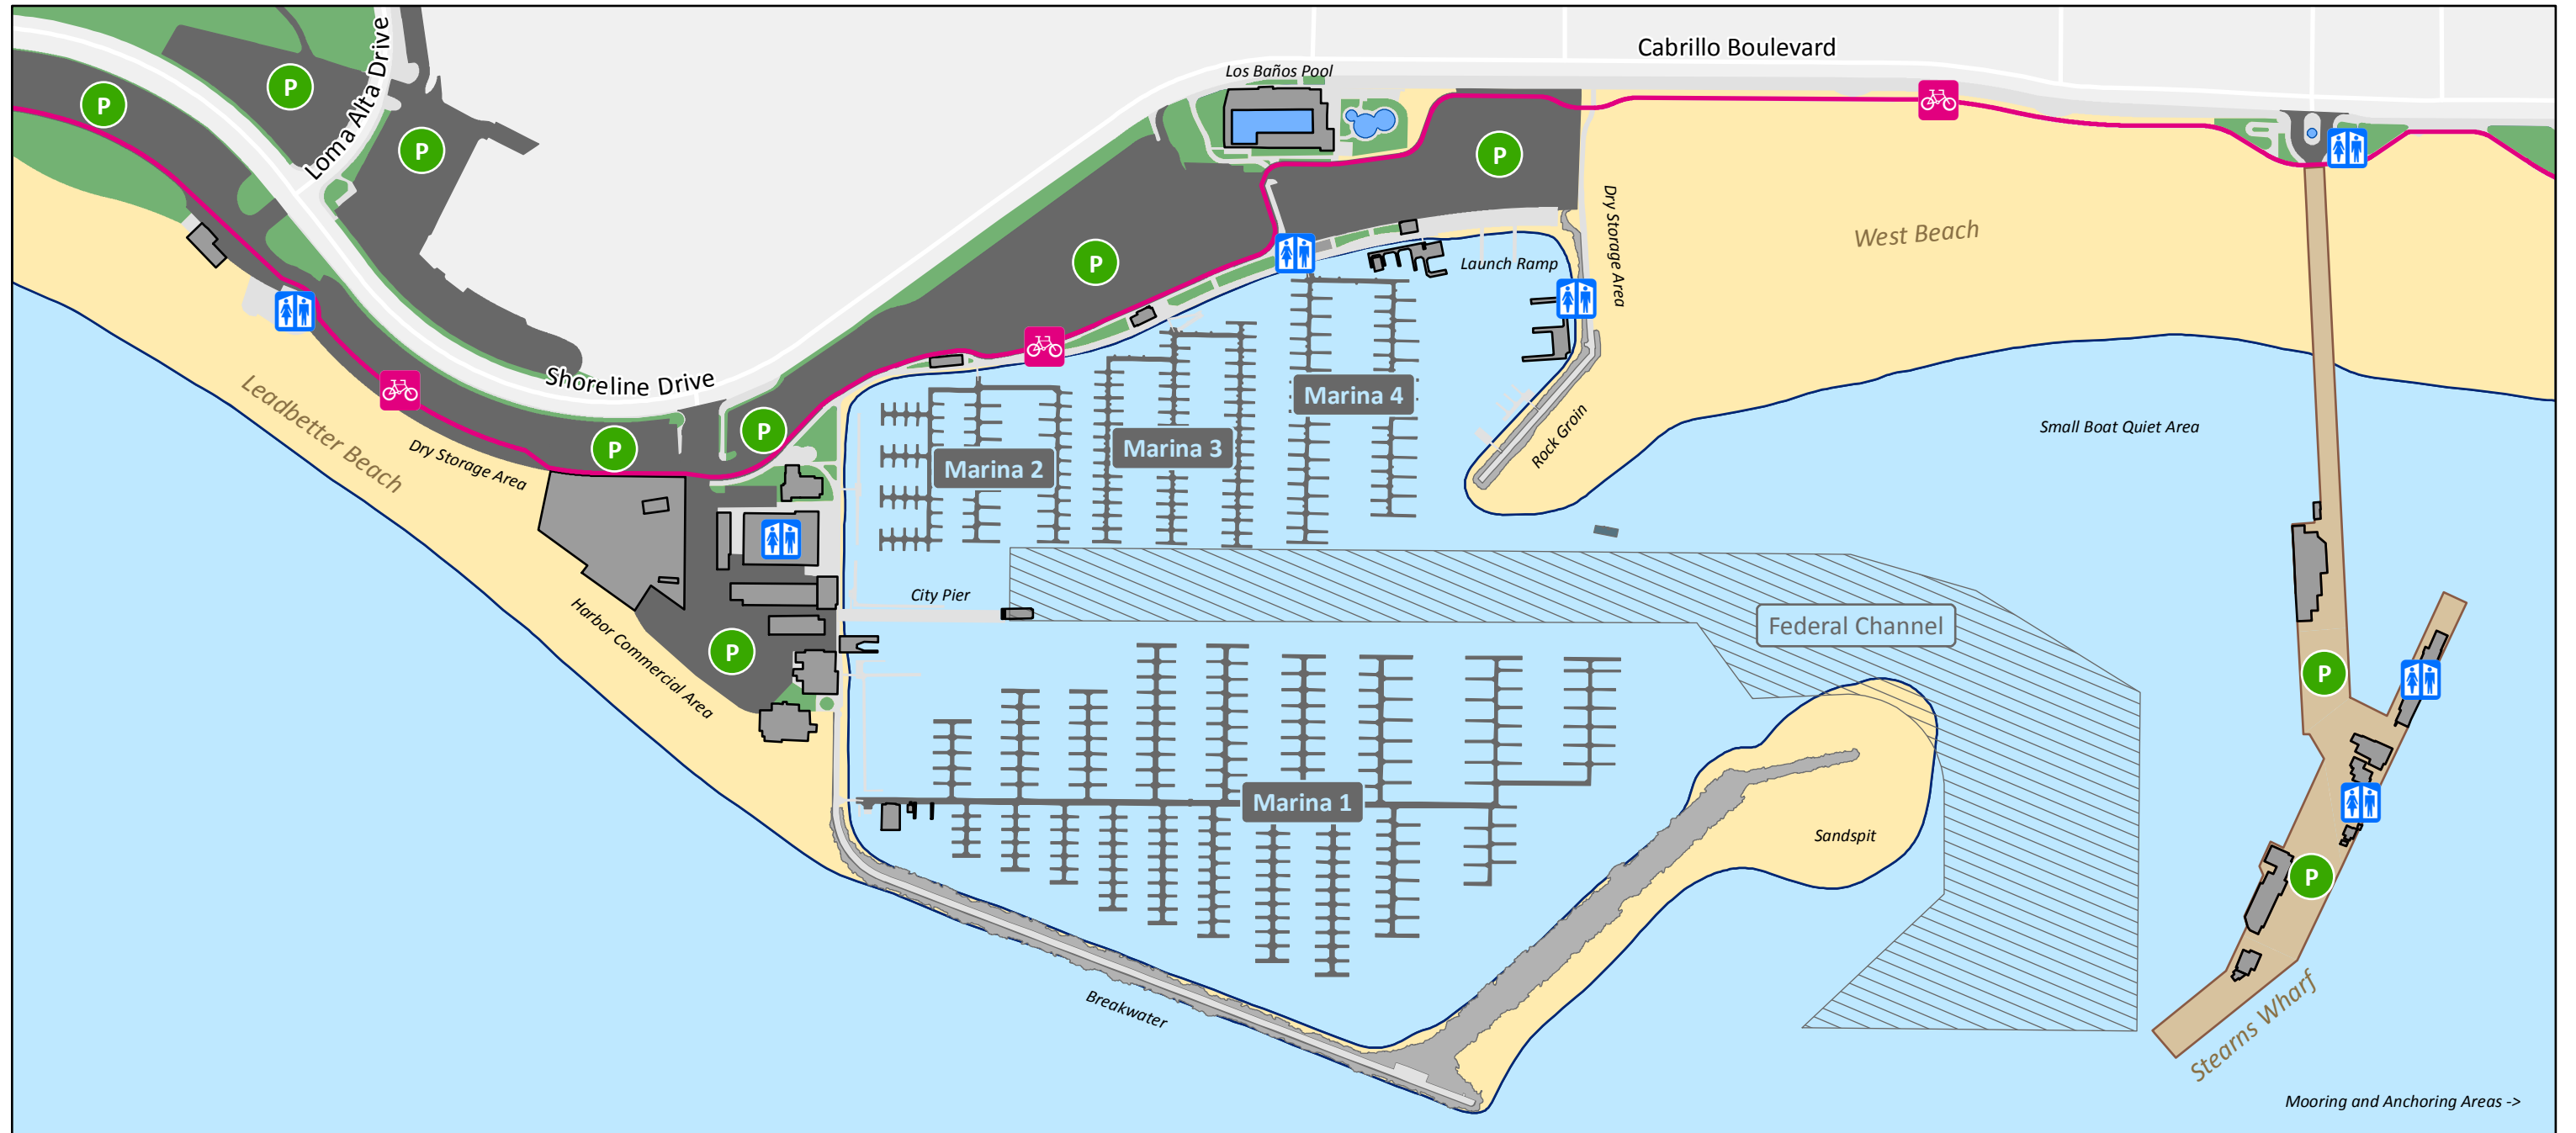 Cabrillo Boulevard
Los Baños Pool
Loma Alta Drive
P
P
P
P
P
Dry Storage Area
West Beach
Launch Ramp
Shoreline Drive
Leadbetter Beach
Dry Storage Area
P
P
Marina 4
Marina 3
Marina 2
Rock Groin
Small Boat Quiet Area
City Pier
Harbor Commercial Area
P
Federal Channel
P
Marina 1
Sandspit
P
Breakwater
Stearns Wharf
Mooring and Anchoring Areas ->